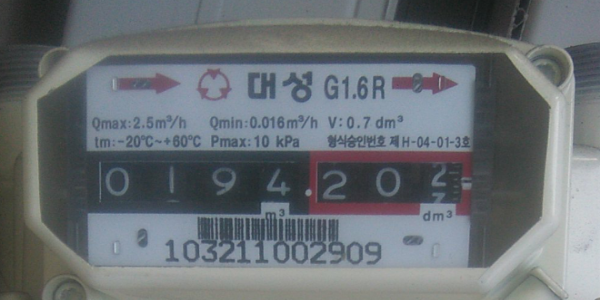 대성 G1.6R
Qmax:2.5m³/h Qmin:0.016m³/h V:0.7 dm³
tm:-20℃~+60℃ Pmax:10 kPa 형식승인번호 제H-04-01-3호
0194.202
m³ dm³
103211002909